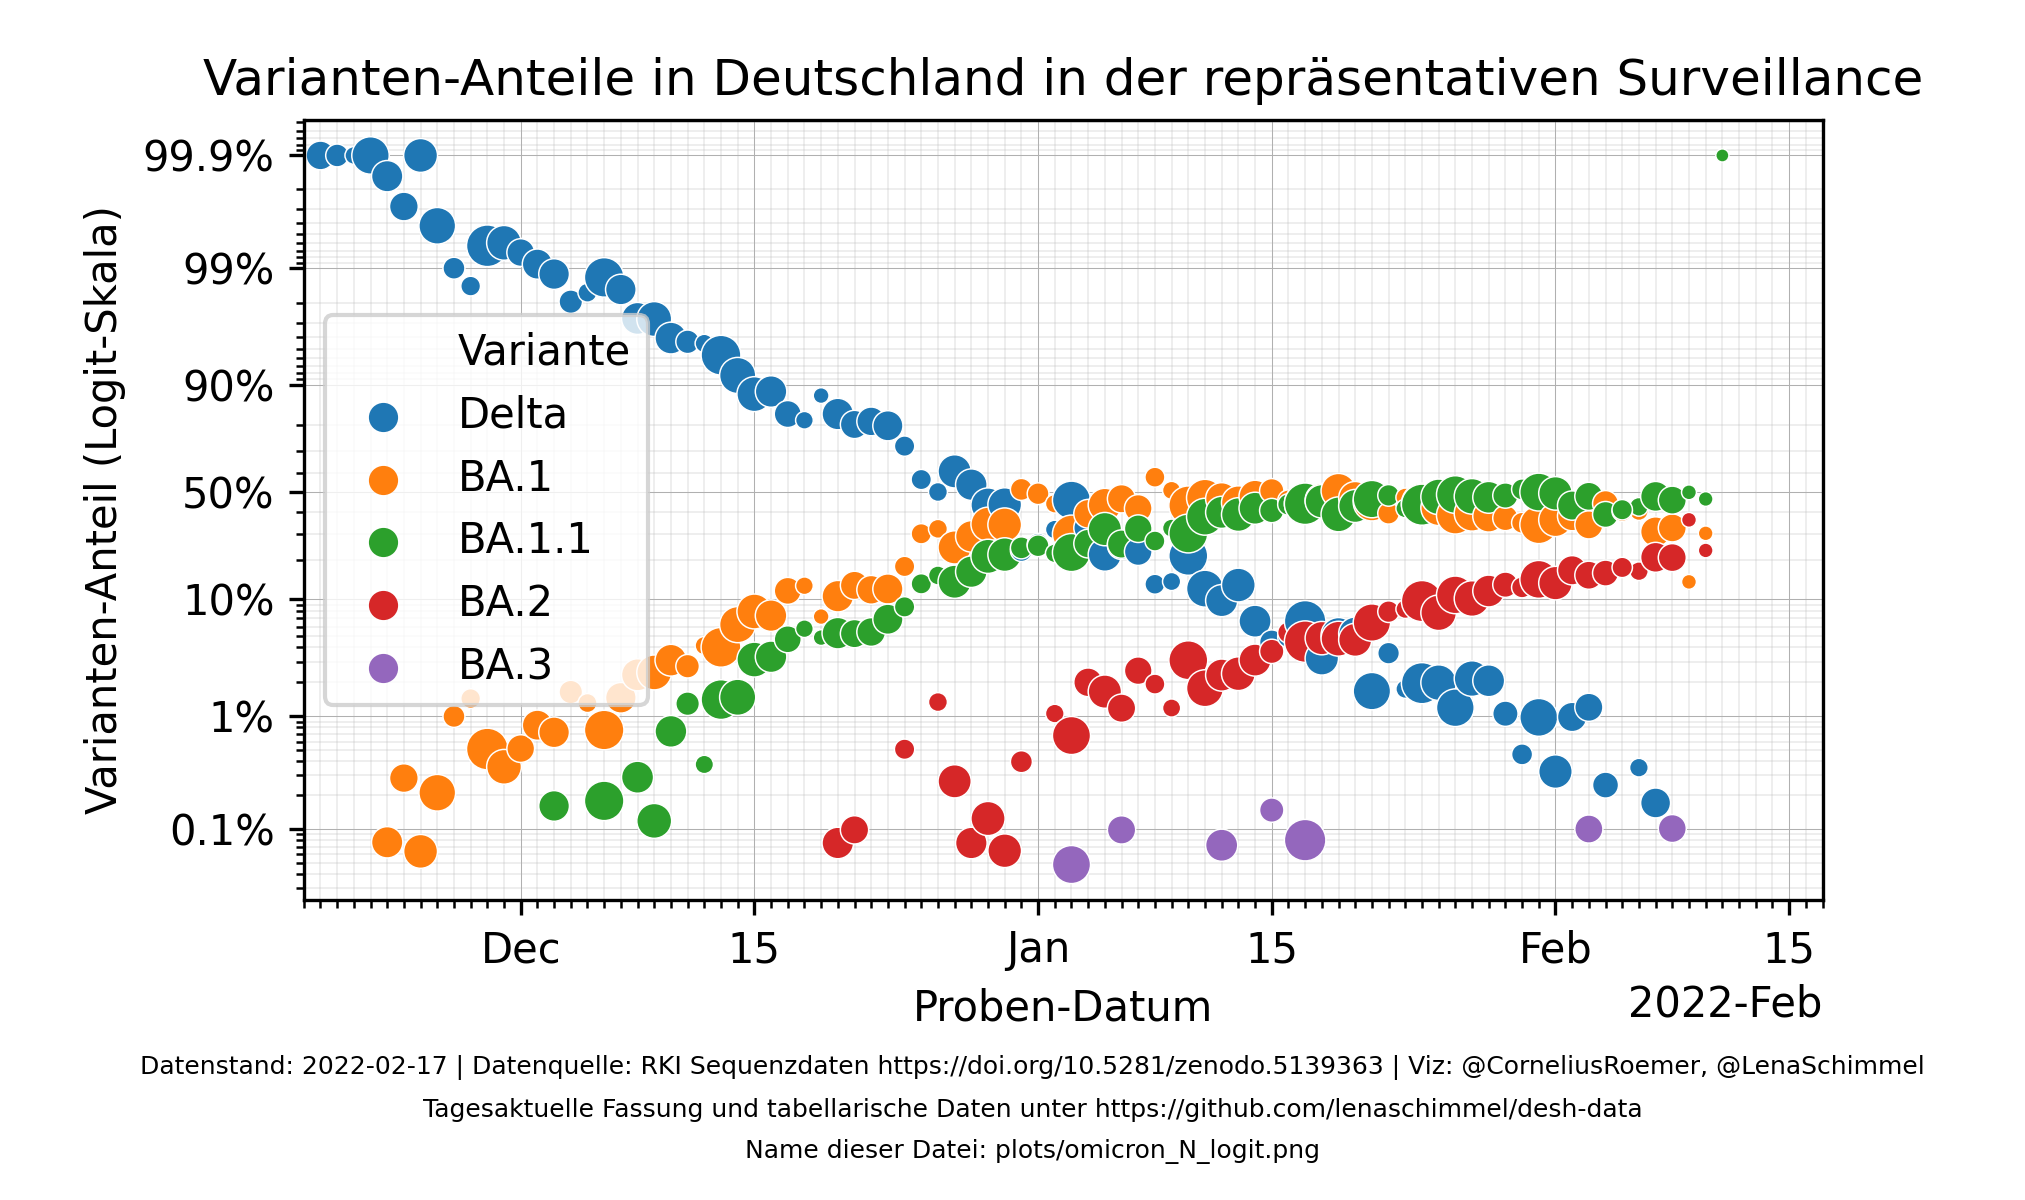 Varianten-Anteile in Deutschland in der repräsentativen Surveillance
Varianten-Anteil (Logit-Skala)
99.9%
99%
90%
50%
10%
1%
0.1%
Variante
Delta
BA.1
BA.1.1
BA.2
BA.3
Dec 15 Jan 15 Feb 15
Proben-Datum
2022-Feb
Datenstand: 2022-02-17 | Datenquelle: RKI Sequenzdaten https://doi.org/10.5281/zenodo.5139363 | Viz: @CorneliusRoemer, @LenaSchimmel
Tagesaktuelle Fassung und tabellarische Daten unter https://github.com/lenaschimmel/desh-data
Name dieser Datei: plots/omicron_N_logit.png